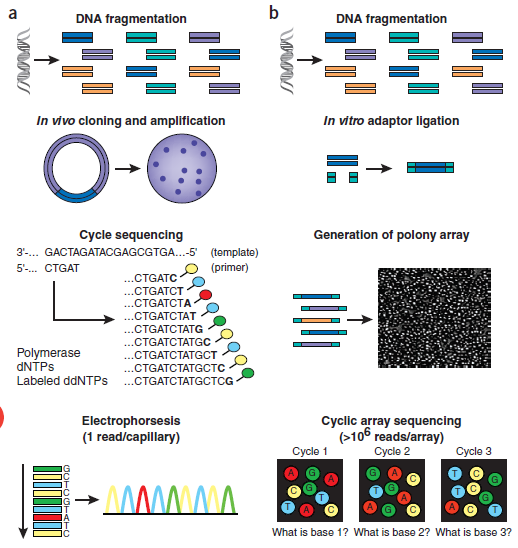 a
DNA fragmentation
In vivo cloning and amplification
Cycle sequencing
3'-... GACTAGATACGAGCGTGA...-5' (template)
5'-... CTGAT (primer)
...CTGATC
...CTGATCT
...CTGATCTA
...CTGATCTAT
...CTGATCTATG
...CTGATCTATGC
...CTGATCTATGCT
...CTGATCTATGCTC
...CTGATCTATGCTCG
Polymerase
dNTPs
Labeled ddNTPs
Electrophorsesis
(1 read/capillary)
G
C
T
C
G
T
A
T
C
b
DNA fragmentation
In vitro adaptor ligation
Generation of polony array
Cyclic array sequencing
(>10⁶ reads/array)
Cycle 1 Cycle 2 Cycle 3
What is base 1? What is base 2? What is base 3?